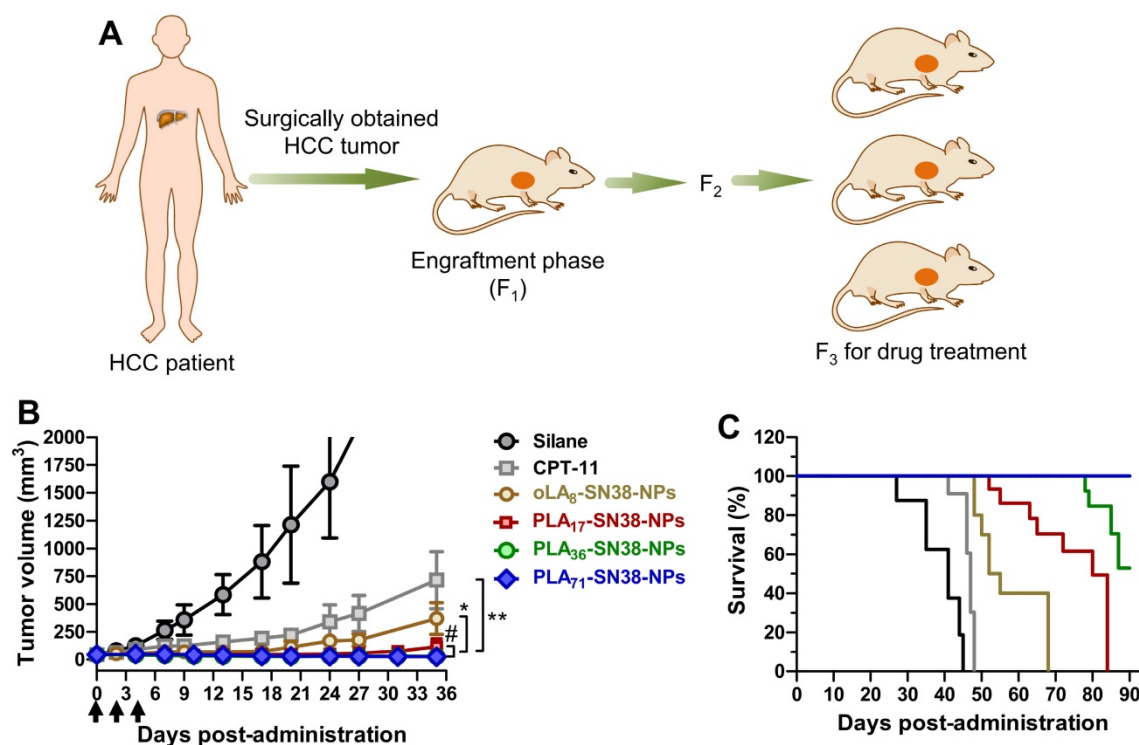 A
Surgically obtained
HCC tumor
F₂
Engraftment phase
(F₁)
HCC patient
F₃ for drug treatment
B
Tumor volume (mm³)
2000
1750
1500
1250
1000
750
500
250
0
0 3 6 9 12 15 18 21 24 27 30 33 36
Days post-administration
Silane
CPT-11
oLA₈-SN38-NPs
PLA₁₇-SN38-NPs
PLA₃₆-SN38-NPs
PLA₇₁-SN38-NPs
#
*
**
C
Survival (%)
120
100
80
60
40
20
0
0 10 20 30 40 50 60 70 80 90
Days post-administration